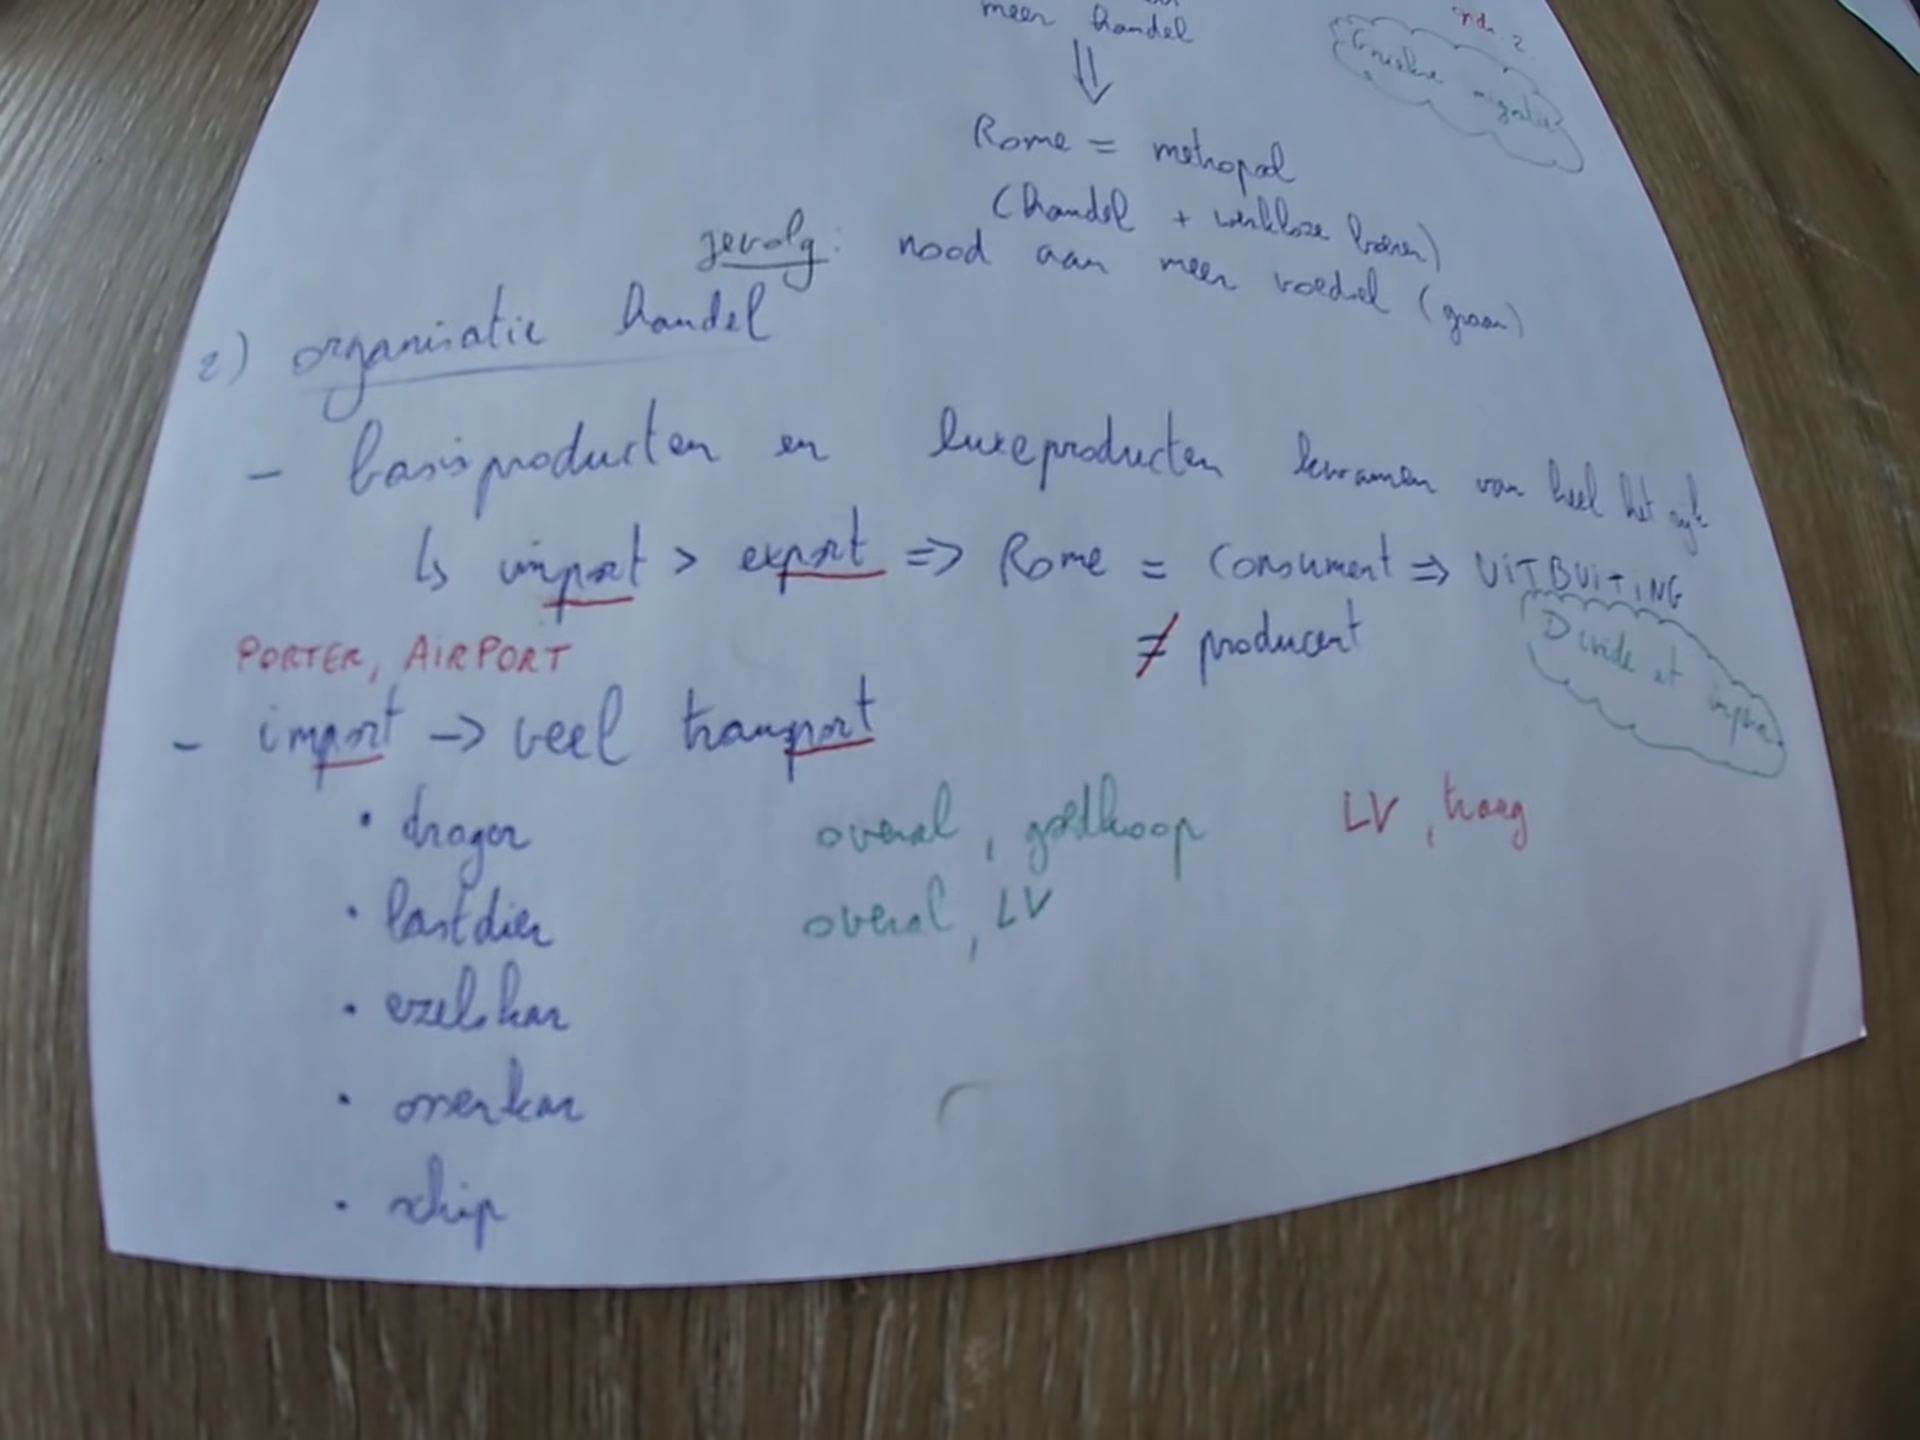 meer handel
⇓
Griekse migratie
Rome = metropool
(handel + werkloze boeren)
gevolg: nood aan meer voedsel (graan)
2) organisatie handel
- basisproducten en luxeproducten kwamen van heel het rijk
↳ import > export => Rome = consument => UITBUITING
≠ producent
Divide et impera
PORTER, AIRPORT
- import -> veel transport
• drager overal, goedkoop LV, traag
• lastdier overal, LV
• ezelskar
• ossenkar
• schip